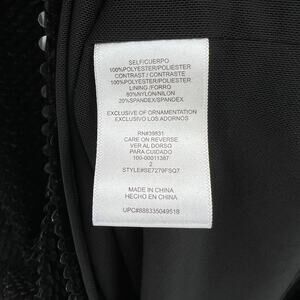 SELF/CUERPO
100%POLYESTER/POLIESTER
CONTRAST / CONTRASTE
100%POLYESTER/POLIESTER
LINING /FORRO
80%NYLON/NILON
20%SPANDEX/SPANDEX
EXCLUSIVE OF ORNAMENTATION
EXCLUSIVO LOS ADORNOS
RN#39831
CARE ON REVERSE
VER AL DORSO
PARA CUIDADO
100-00011387
2
STYLE#SE7279FSQ7
MADE IN CHINA
HECHO EN CHINA
UPC#888335049518